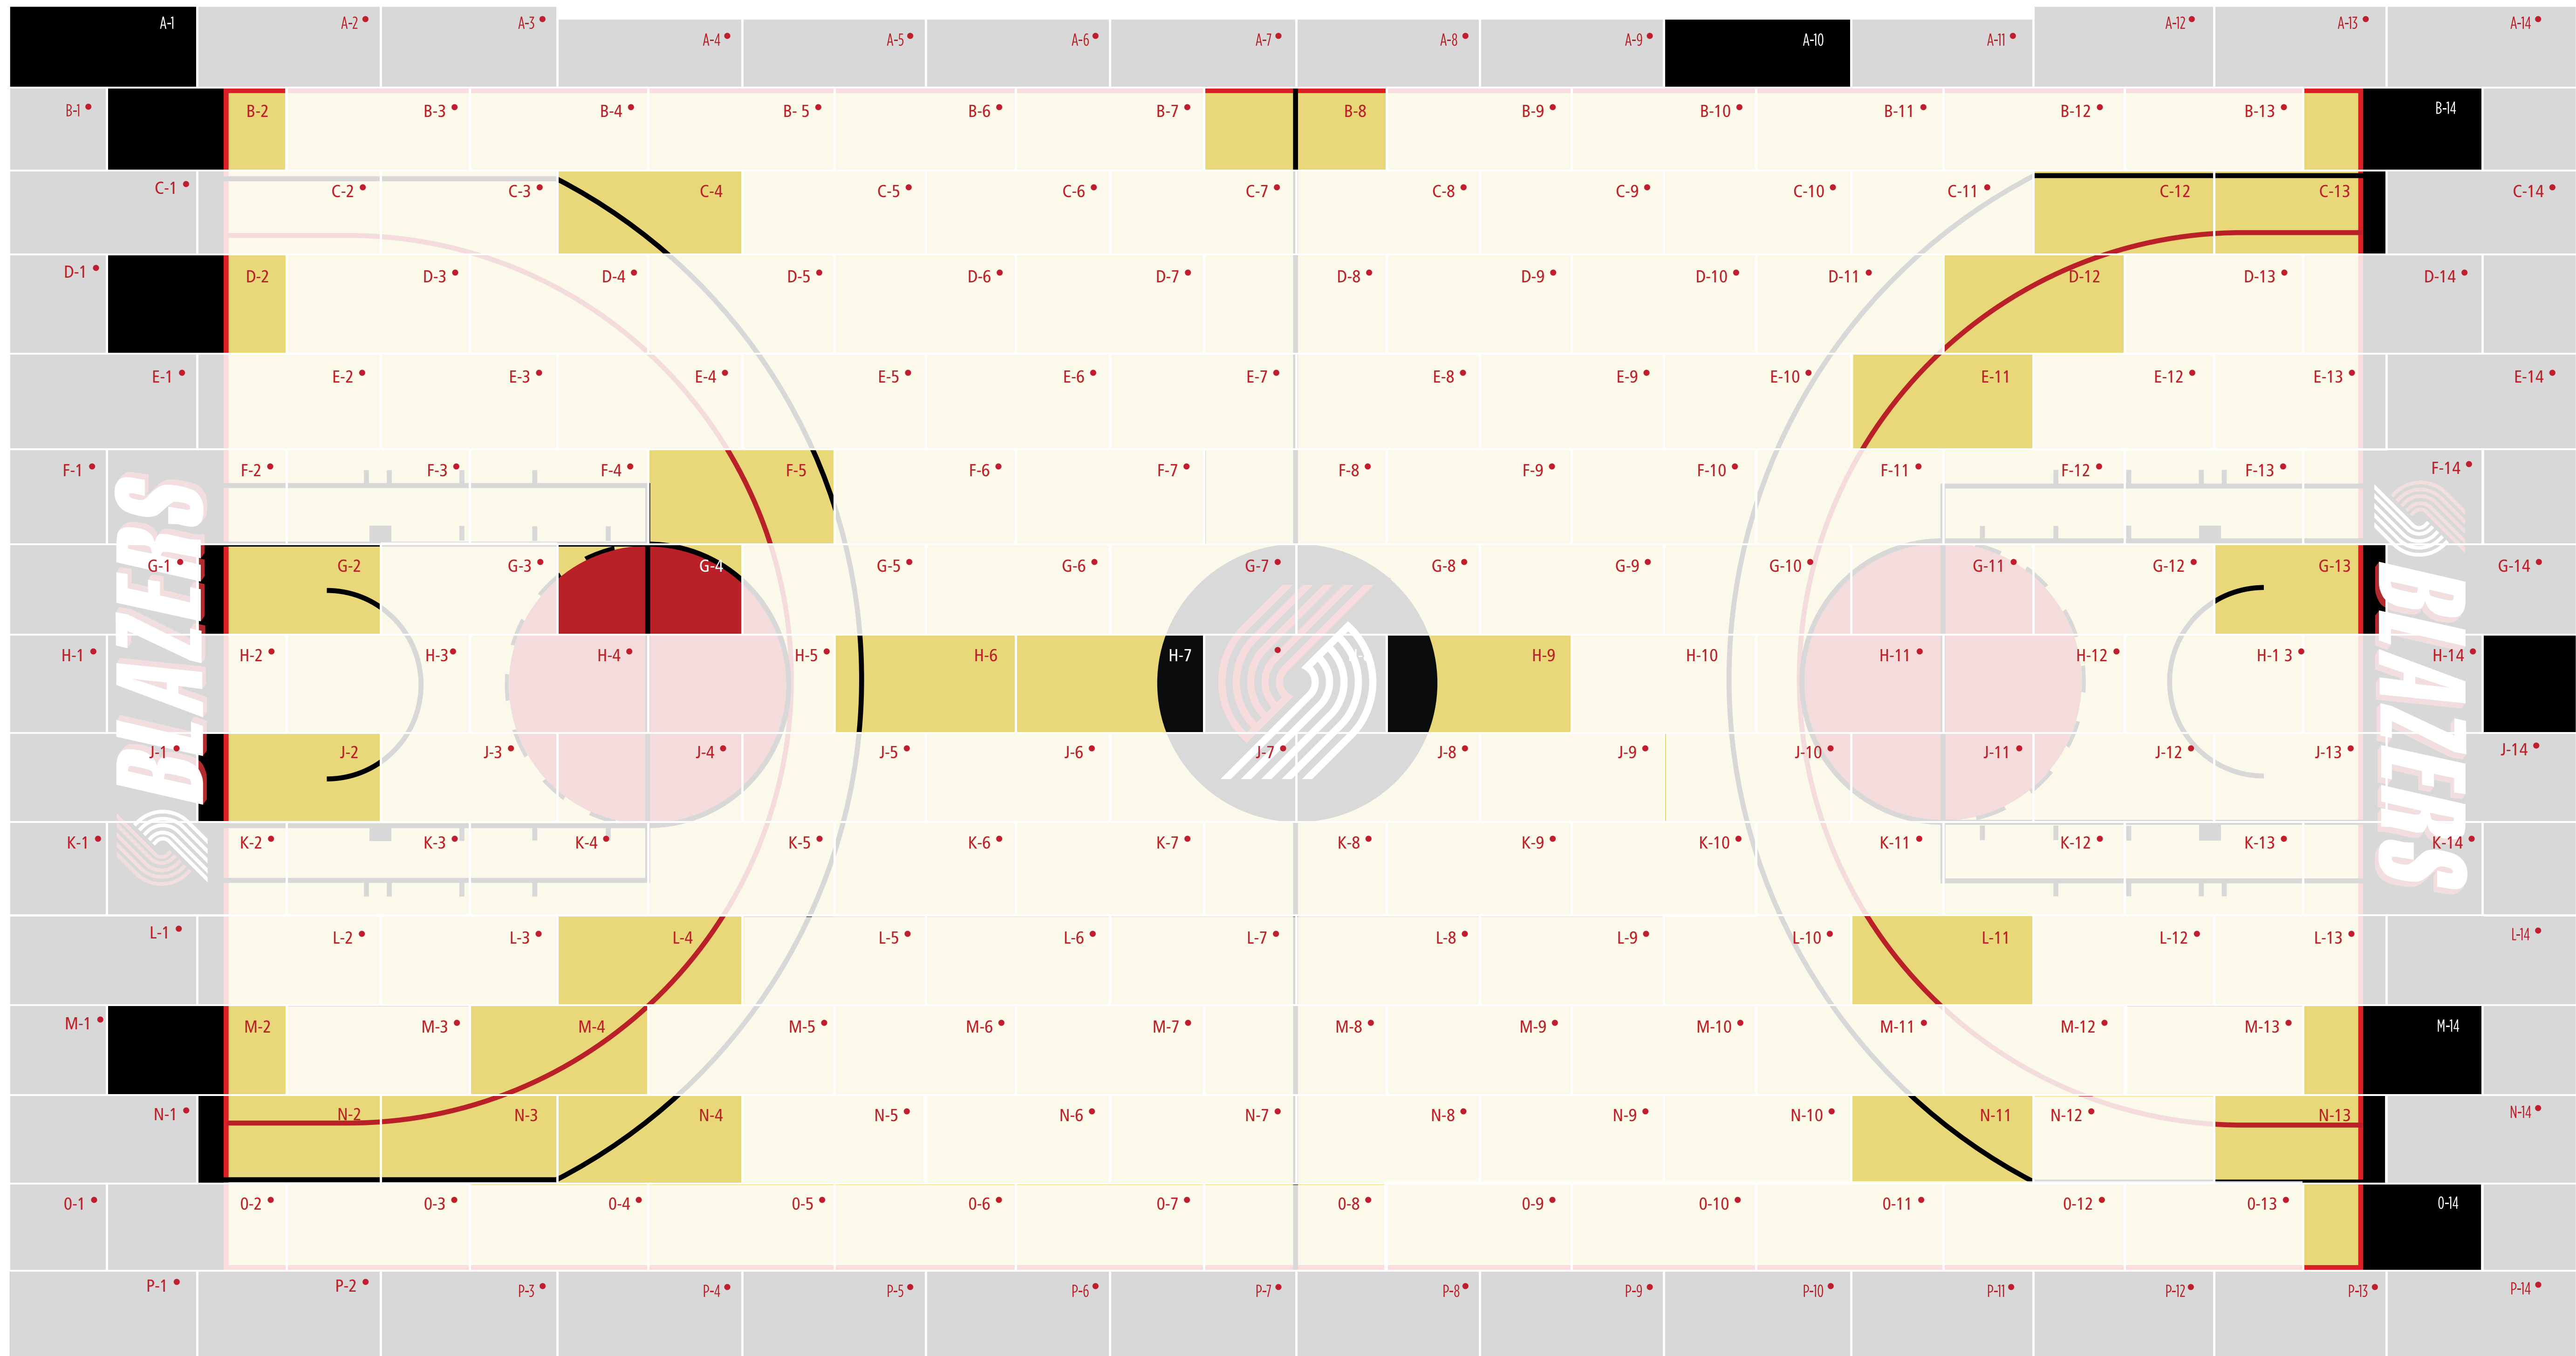 A-1 A-2 A-3 A-4 A-5 A-6 A-7 A-8 A-9 A-10 A-11 A-12 A-13 A-14
B-1 B-2 B-3 B-4 B- 5 B-6 B-7 B-8 B-9 B-10 B-11 B-12 B-13 B-14
C-1 C-2 C-3 C-4 C-5 C-6 C-7 C-8 C-9 C-10 C-11 C-12 C-13 C-14
D-1 D-2 D-3 D-4 D-5 D-6 D-7 D-8 D-9 D-10 D-11 D-12 D-13 D-14
E-1 E-2 E-3 E-4 E-5 E-6 E-7 E-8 E-9 E-10 E-11 E-12 E-13 E-14
F-1 F-2 F-3 F-4 F-5 F-6 F-7 F-8 F-9 F-10 F-11 F-12 F-13 F-14
G-1 G-2 G-3 G-4 G-5 G-6 G-7 G-8 G-9 G-10 G-11 G-12 G-13 G-14
H-1 H-2 H-3 H-4 H-5 H-6 H-7 H-9 H-10 H-11 H-12 H-1 3 H-14
J-1 J-2 J-3 J-4 J-5 J-6 J-7 J-8 J-9 J-10 J-11 J-12 J-13 J-14
K-1 K-2 K-3 K-4 K-5 K-6 K-7 K-8 K-9 K-10 K-11 K-12 K-13 K-14
L-1 L-2 L-3 L-4 L-5 L-6 L-7 L-8 L-9 L-10 L-11 L-12 L-13 L-14
M-1 M-2 M-3 M-4 M-5 M-6 M-7 M-8 M-9 M-10 M-11 M-12 M-13 M-14
N-1 N-2 N-3 N-4 N-5 N-6 N-7 N-8 N-9 N-10 N-11 N-12 N-13 N-14
0-1 0-2 0-3 0-4 0-5 0-6 0-7 0-8 0-9 0-10 0-11 0-12 0-13 0-14
P-1 P-2 P-3 P-4 P-5 P-6 P-7 P-8 P-9 P-10 P-11 P-12 P-13 P-14
BLAZERS
BLAZERS